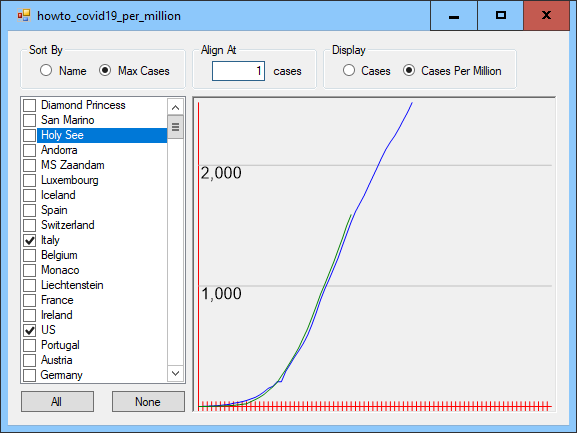 howto_covid19_per_million
Sort By
Name
Max Cases
Align At
1 cases
Display
Cases
Cases Per Million
Diamond Princess
San Marino
Holy See
Andorra
MS Zaandam
Luxembourg
Iceland
Spain
Switzerland
Italy
Belgium
Monaco
Liechtenstein
France
Ireland
US
Portugal
Austria
Germany
All
None
2,000
1,000